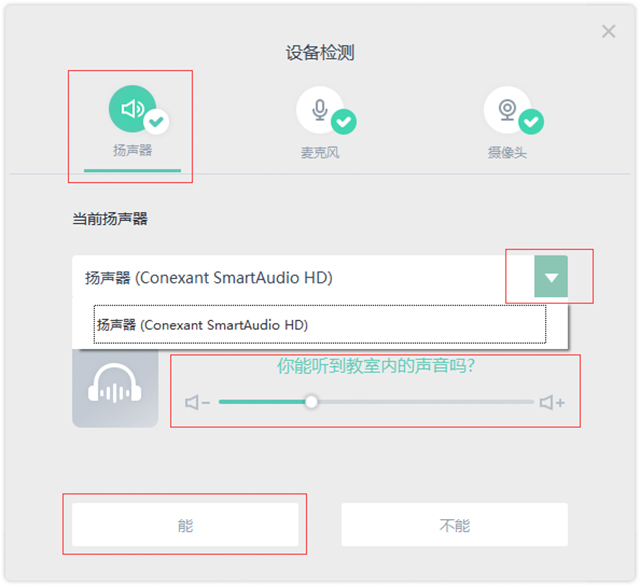 设备检测
扬声器
麦克风
摄像头
当前扬声器
扬声器 (Conexant SmartAudio HD)
扬声器 (Conexant SmartAudio HD)
你能听到教室内的声音吗?
能
不能